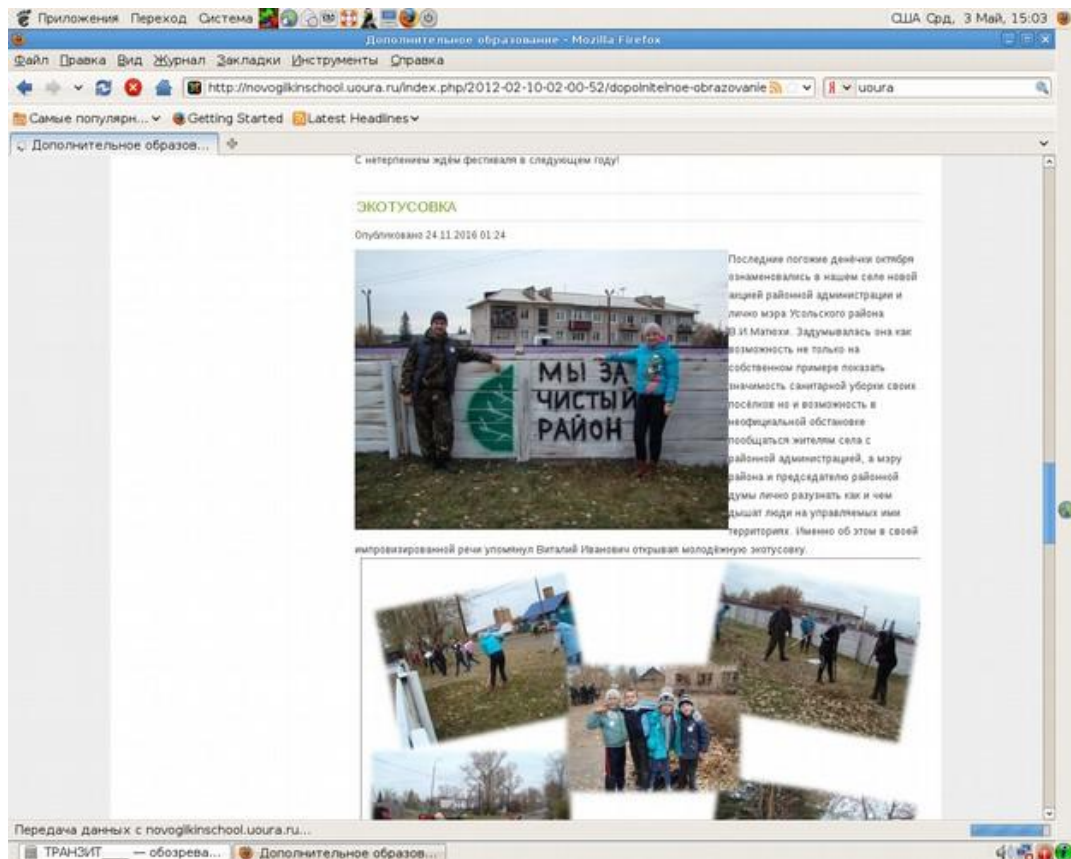 Приложения Переход Система США Срд, 3 Май, 15:03
Дополнительное образование - Mozilla Firefox
Файл Правка Вид Журнал Закладки Инструменты Справка
http://novogilkinschool.uoura.ru/index.php/2012-02-10-02-00-52/dopolnitelnoe-obrazovanie Я uoura
Самые популярн... Getting Started Latest Headlines
Дополнительное образов...
С нетерпением ждём фестиваля в следующем году!
ЭКОТУСОВКА
Опубликовано 24.11.2016 01:24
Последние погожие денёчки октября
ознаменовались в нашем селе новой
акцией районной администрации и
лично мэра Усольского района
В.И.Матюхи. Задумывалась она как
возможность не только на
собственном примере показать
значимость санитарной уборки своих
посёлков но и возможность в
неофициальной обстановке
пообщаться жителям села с
районной администрацией, а мэру
района и председателю районной
думы лично разузнать как и чем
дышат люди на управляемых ими
территориях. Именно об этом в своей
импровизированной речи упомянул Виталий Иванович открывая молодёжную экотусовку.
МЫ ЗА
ЧИСТЫЙ
РАЙОН
Передача данных с novogilkinschool.uoura.ru...
ТРАНЗИТ____ — обозрева... Дополнительное образов...